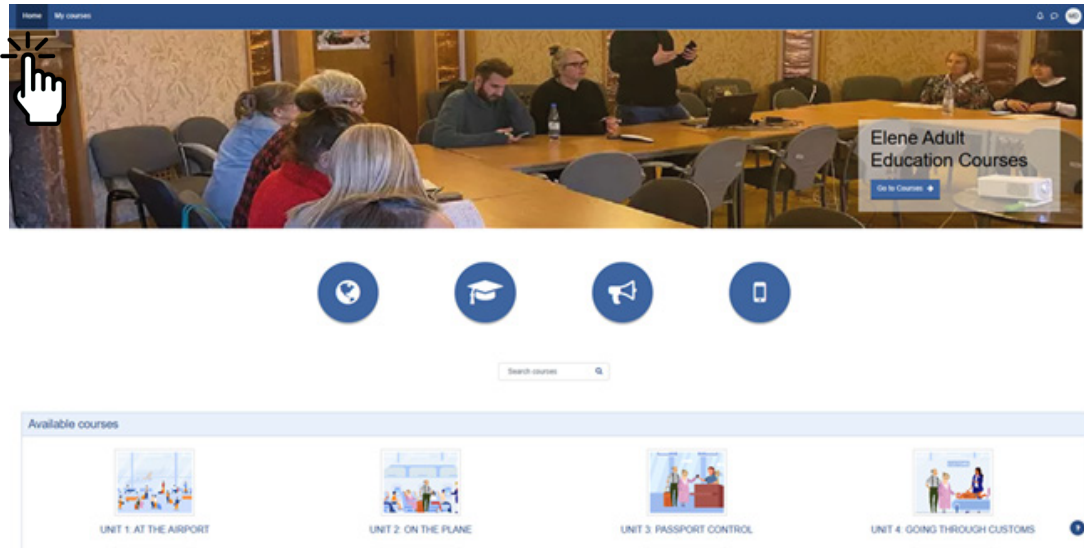 Home My courses
MD
Elene Adult
Education Courses
Go to Courses
Search courses
Available courses
UNIT 1: AT THE AIRPORT
UNIT 2: ON THE PLANE
UNIT 3: PASSPORT CONTROL
UNIT 4: GOING THROUGH CUSTOMS
?